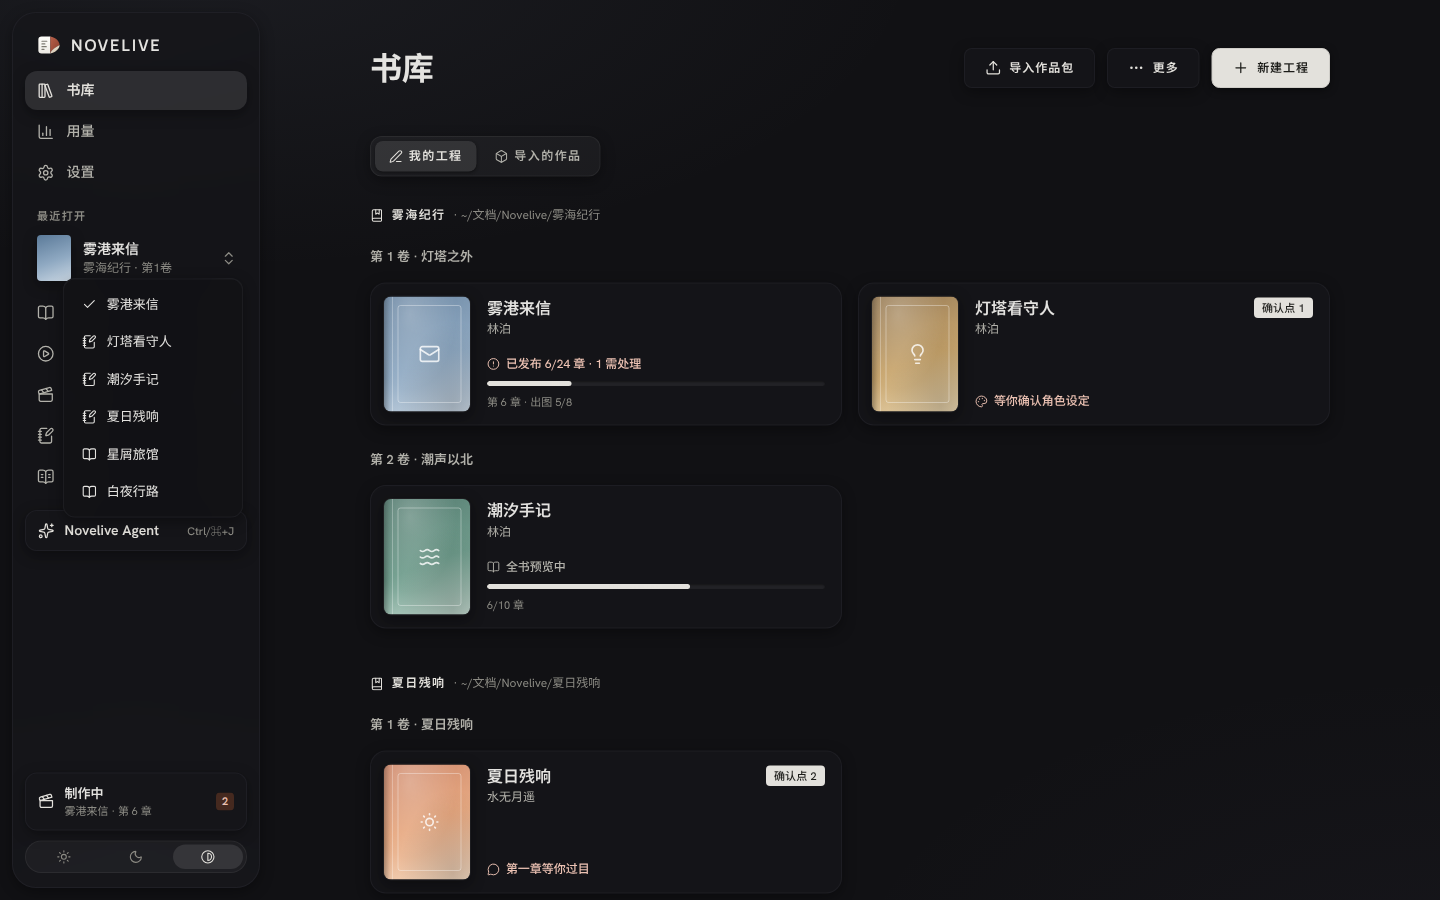 NOVELIVE
书库
用量
设置
最近打开
雾港来信
雾海纪行 · 第1卷
雾港来信
灯塔看守人
潮汐手记
夏日残响
星屑旅馆
白夜行路
Novelive Agent Ctrl/⌘+J
制作中
雾港来信 · 第 6 章
2
书库
导入作品包
更多
新建工程
我的工程
导入的作品
雾海纪行 · ~/文档/Novelive/雾海纪行
第 1 卷 · 灯塔之外
雾港来信
林泊
已发布 6/24 章 · 1 需处理
第 6 章 · 出图 5/8
灯塔看守人
确认点 1
林泊
等你确认角色设定
第 2 卷 · 潮声以北
潮汐手记
林泊
全书预览中
6/10 章
夏日残响 · ~/文档/Novelive/夏日残响
第 1 卷 · 夏日残响
夏日残响
确认点 2
水无月遥
第一章等你过目